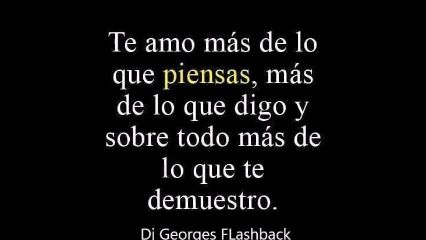 Te amo más de lo
que piensas, más
de lo que digo y
sobre todo más de
lo que te
demuestro.
Dj Georges FLashback